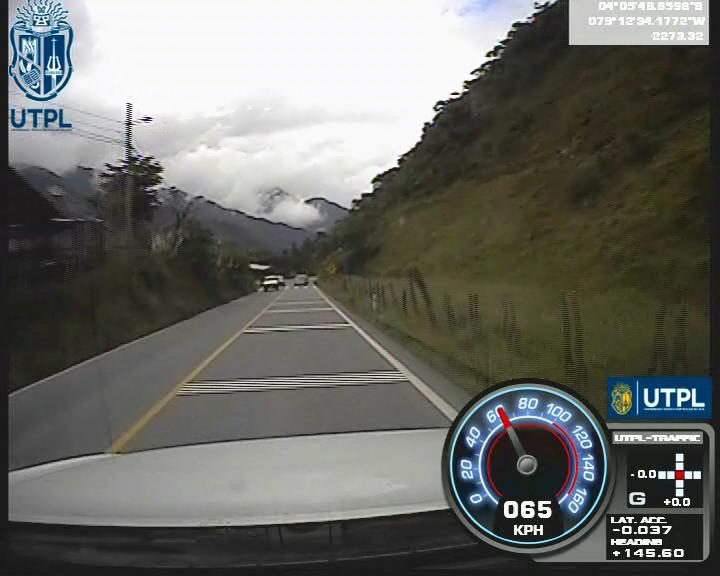 UTPL
04°05'48.8598"S
079°12'34.1772"W
2273.32
UTPL
UTPL-TRAFFIC
0 20 40 60 80 100 120 140 160
065
KPH
-0.0
G
+0.0
LAT. ACC.
-0.037
HEADING
+145.60